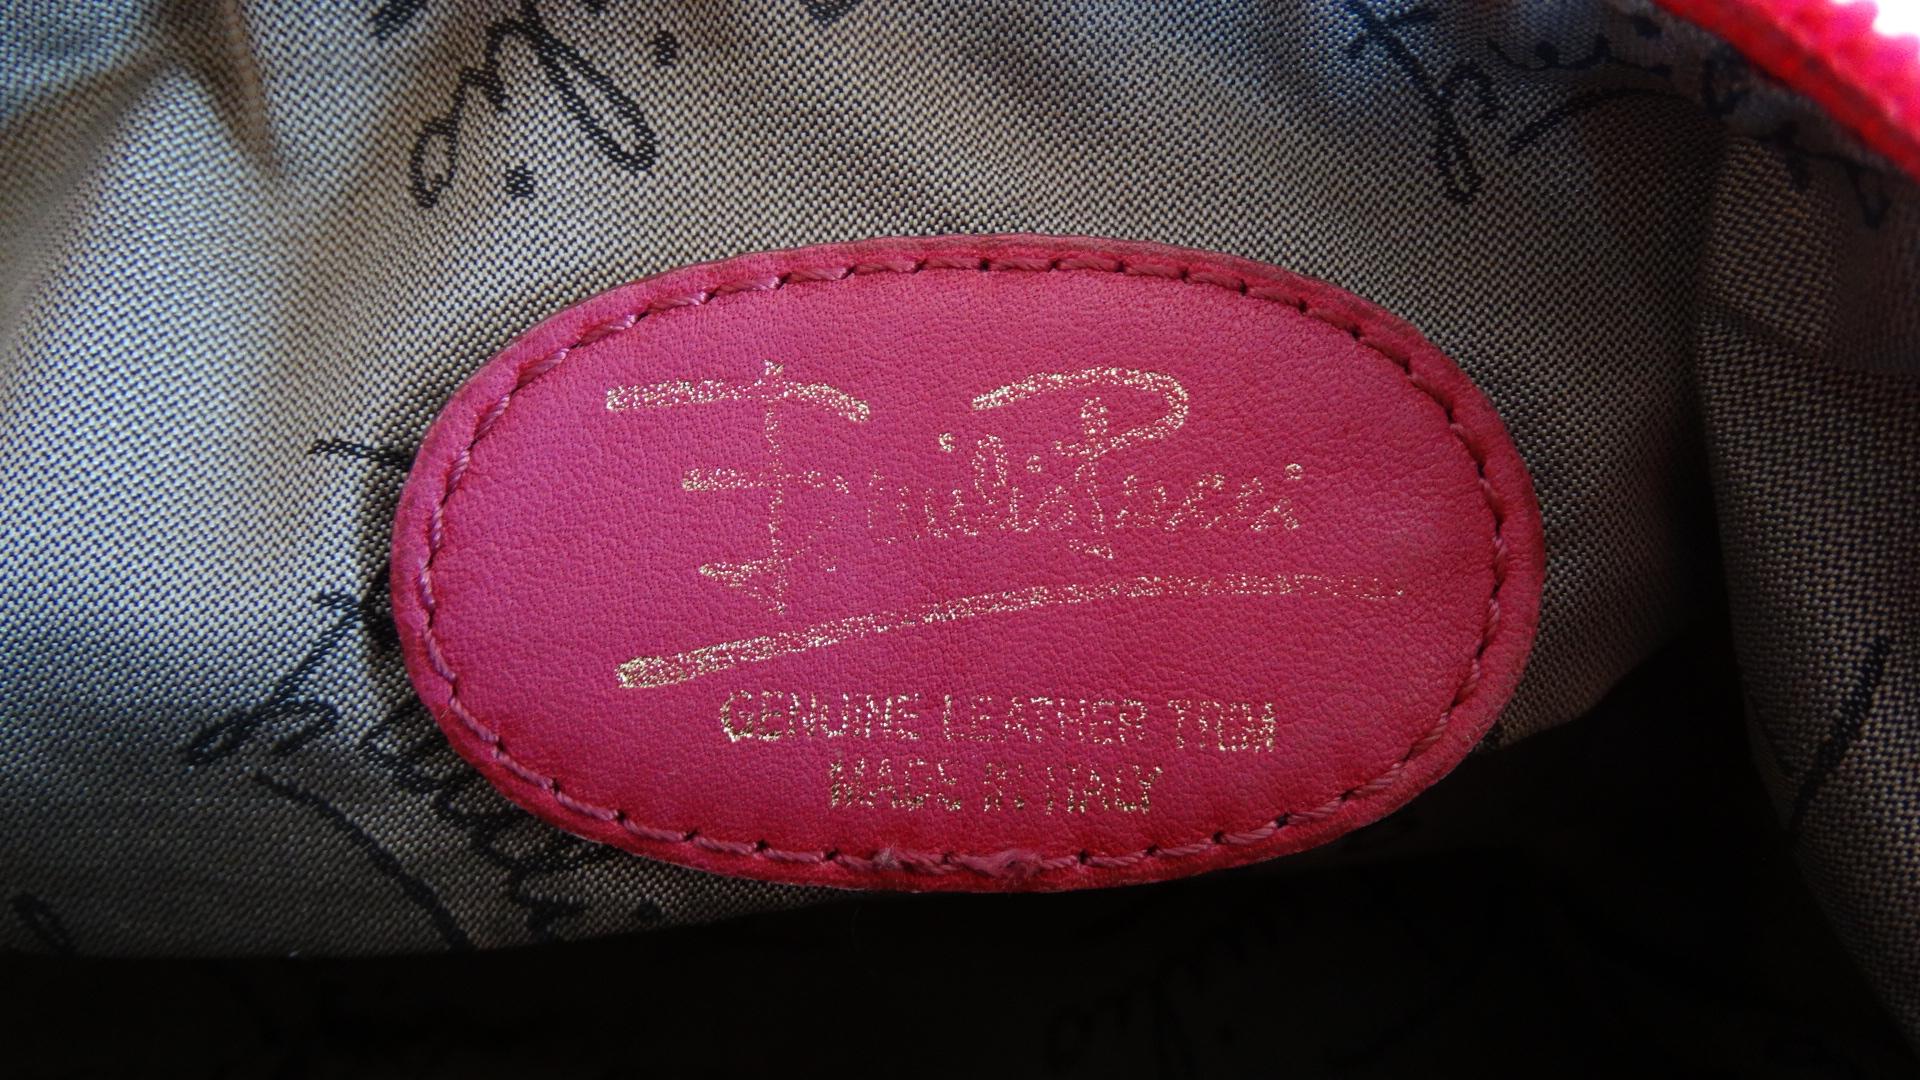 Emilio Pucci
GENUINE LEATHER TRIM
MADE IN ITALY